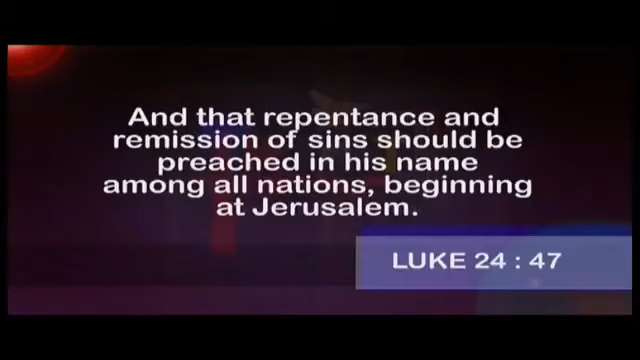 And that repentance and
remission of sins should be
preached in his name
among all nations, beginning
at Jerusalem.
LUKE 24 : 47